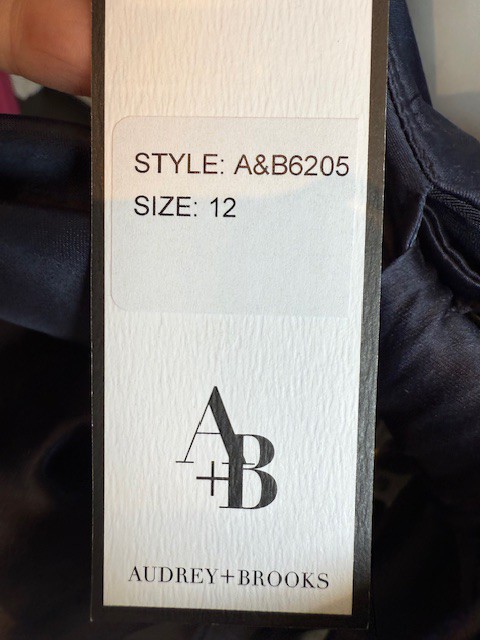 STYLE: A&B6205
SIZE: 12
A
+B
AUDREY+BROOKS